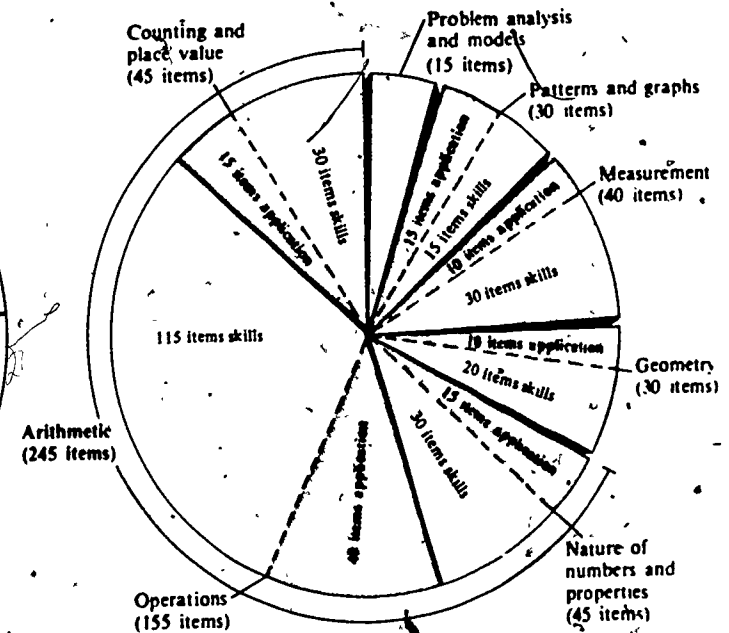 Counting and
place value
(45 items)
Problem analysis
and models
(15 items)
Patterns and graphs
(30 items)
Measurement
(40 items)
Geometry
(30 items)
Nature of
numbers and
properties
(45 items)
Operations
(155 items)
Arithmetic
(245 items)
15 items application
30 items skills
15 items application
15 items skills
10 items application
30 items skills
10 items application
20 items skills
15 items application
30 items skills
40 items application
115 items skills